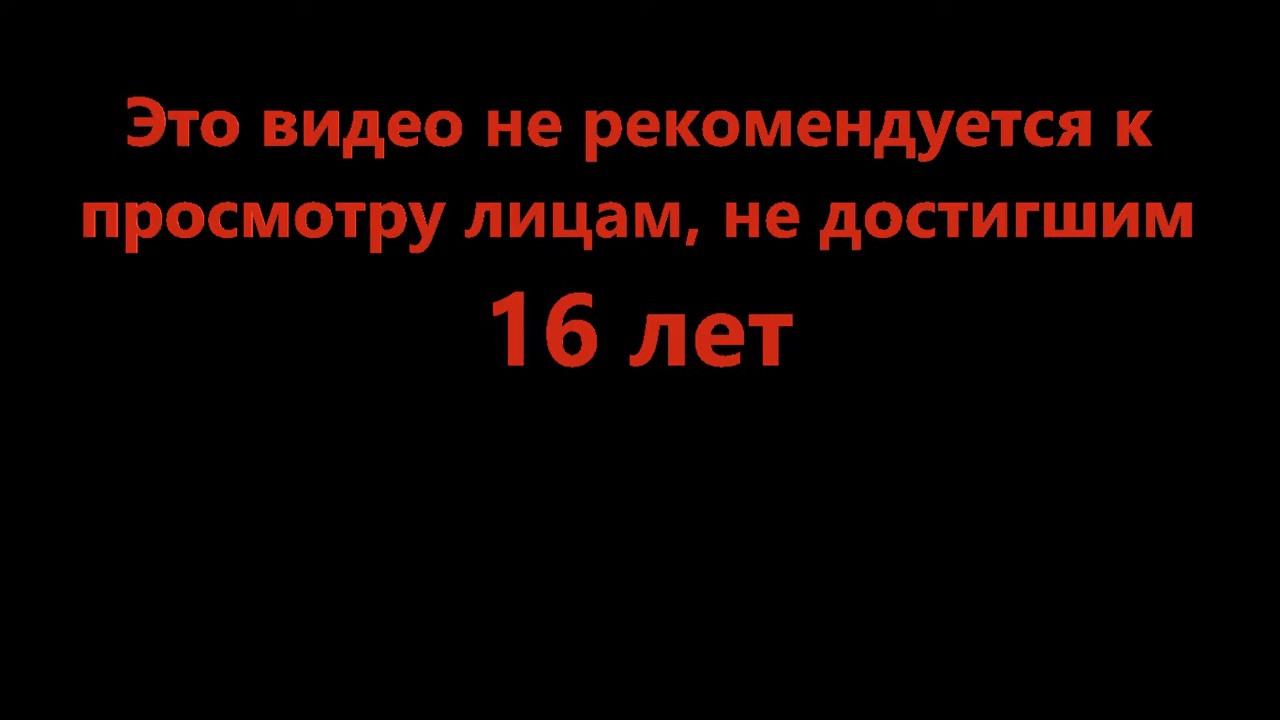 Это видео не рекомендуется к
просмотру лицам, не достигшим
16 лет